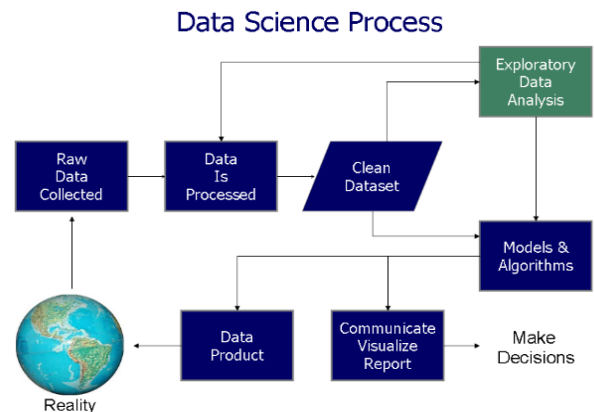 Data Science Process
Exploratory
Data
Analysis
Raw
Data
Collected
Data
Is
Processed
Clean
Dataset
Models &
Algorithms
Data
Product
Communicate
Visualize
Report
Make
Decisions
Reality